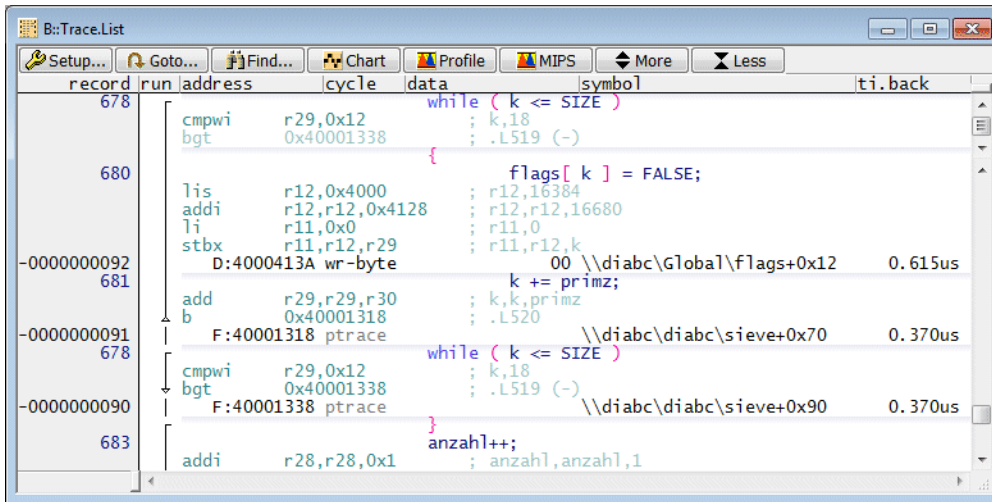 B::Trace.List
Setup... Goto... Find... Chart Profile MIPS More Less
record run address cycle data symbol ti.back
678 while ( k <= SIZE )
cmpwi r29,0x12 ; k,18
bgt 0x40001338 ; .L519 (-)
{
680 flags[ k ] = FALSE;
lis r12,0x4000 ; r12,16384
addi r12,r12,0x4128 ; r12,r12,16680
li r11,0x0 ; r11,0
stbx r11,r12,r29 ; r11,r12,k
-0000000092 D:4000413A wr-byte 00 \\diabc\Global\flags+0x12 0.615us
681 k += primz;
add r29,r29,r30 ; k,k,primz
b 0x40001318 ; .L520
-0000000091 F:40001318 ptrace \\diabc\diabc\sieve+0x70 0.370us
678 while ( k <= SIZE )
cmpwi r29,0x12 ; k,18
bgt 0x40001338 ; .L519 (-)
-0000000090 F:40001338 ptrace \\diabc\diabc\sieve+0x90 0.370us
}
683 anzahl++;
addi r28,r28,0x1 ; anzahl,anzahl,1